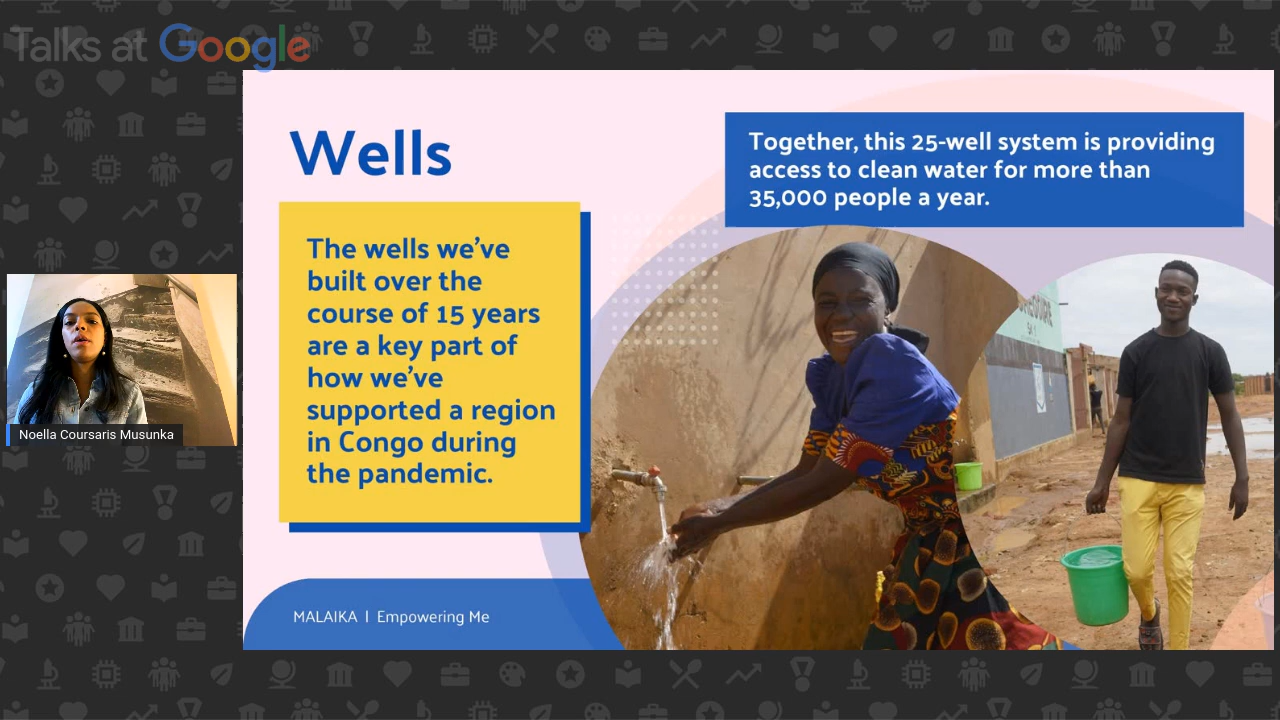 Talks at Google
Wells
Together, this 25-well system is providing
access to clean water for more than
35,000 people a year.
The wells we've
built over the
course of 15 years
are a key part of
how we've
supported a region
in Congo during
the pandemic.
Noella Coursaris Musunka
MALAIKA | Empowering Me